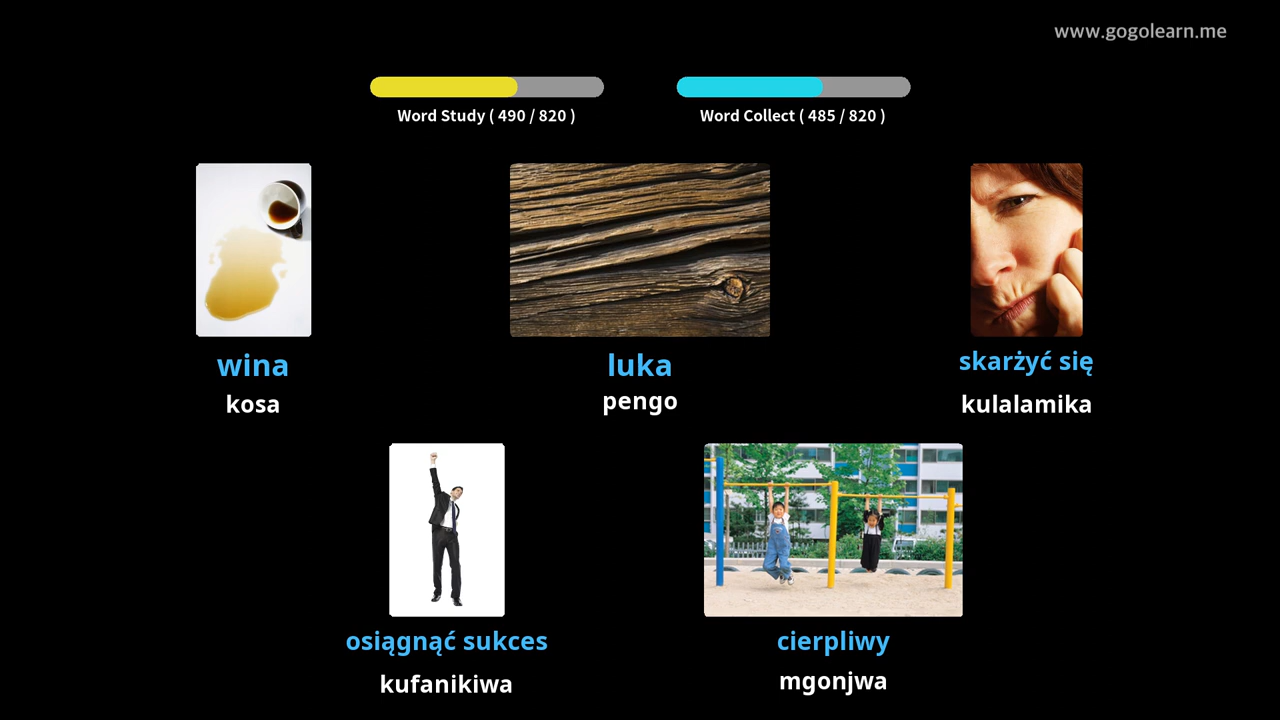 www.gogolearn.me
Word Study ( 490 / 820 )
Word Collect ( 485 / 820 )
wina
kosa
luka
pengo
skarżyć się
kulalamika
osiągnąć sukces
kufanikiwa
cierpliwy
mgonjwa